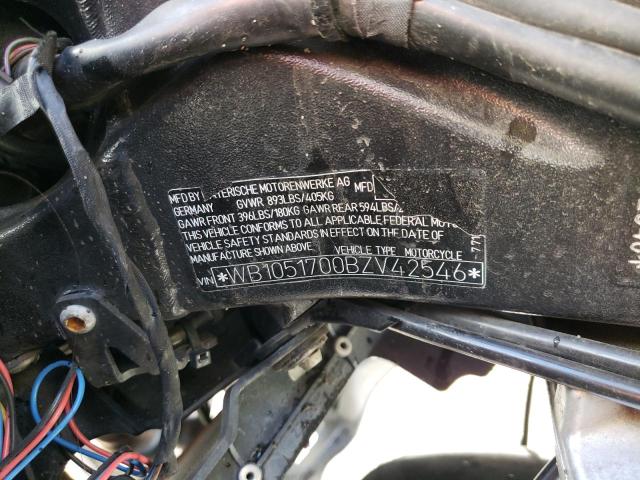 MFD BY BAYERISCHE MOTORENWERKE AG MFD
GERMANY GVWR 893LBS/405KG
GAWR FRONT 396LBS/180KG GAWR REAR 594LBS/
THIS VEHICLE CONFORMS TO ALL APPLICABLE FEDERAL
VEHICLE SAFETY STANDARDS IN EFFECT ON THE DATE OF
MANUFACTURE SHOWN ABOVE VEHICLE TYPE MOTORCYCLE
VIN *WB1051700BZV42546*